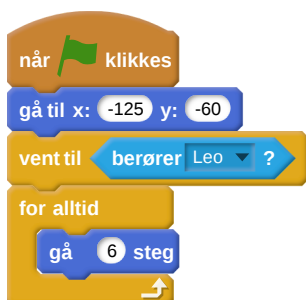 når klikkes
gå til x: -125 y: -60
vent til berører Leo ?
for alltid
gå 6 steg